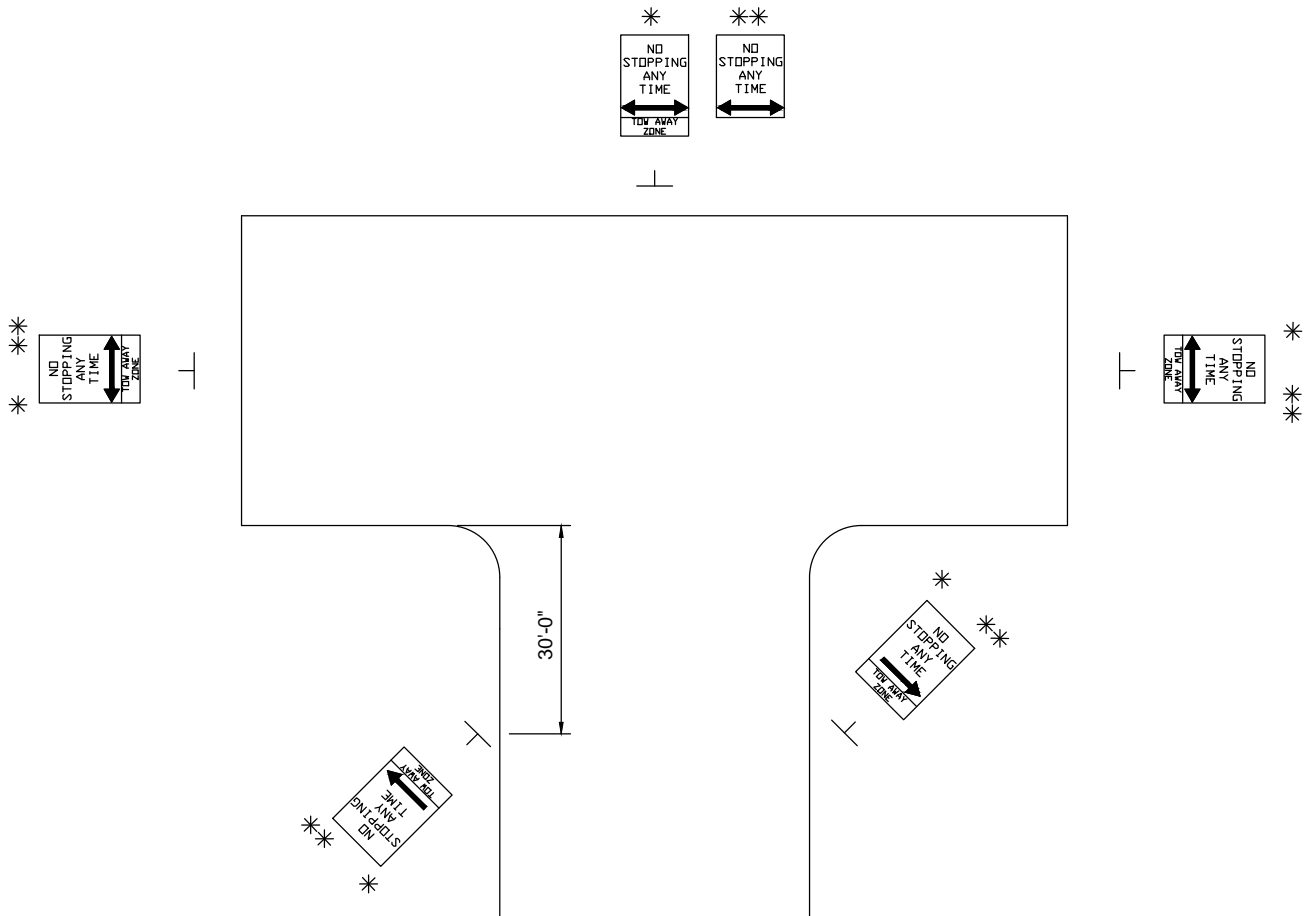 * **
NO
STOPPING
ANY
TIME
TOW AWAY
ZONE
NO
STOPPING
ANY
TIME
**
*
NO
STOPPING
ANY
TIME
TOW AWAY
ZONE
*
**
NO
STOPPING
ANY
TIME
TOW AWAY
ZONE
30'-0"
*
**
NO
STOPPING
ANY
TIME
TOW AWAY
ZONE
**
*
NO
STOPPING
ANY
TIME
TOW AWAY
ZONE